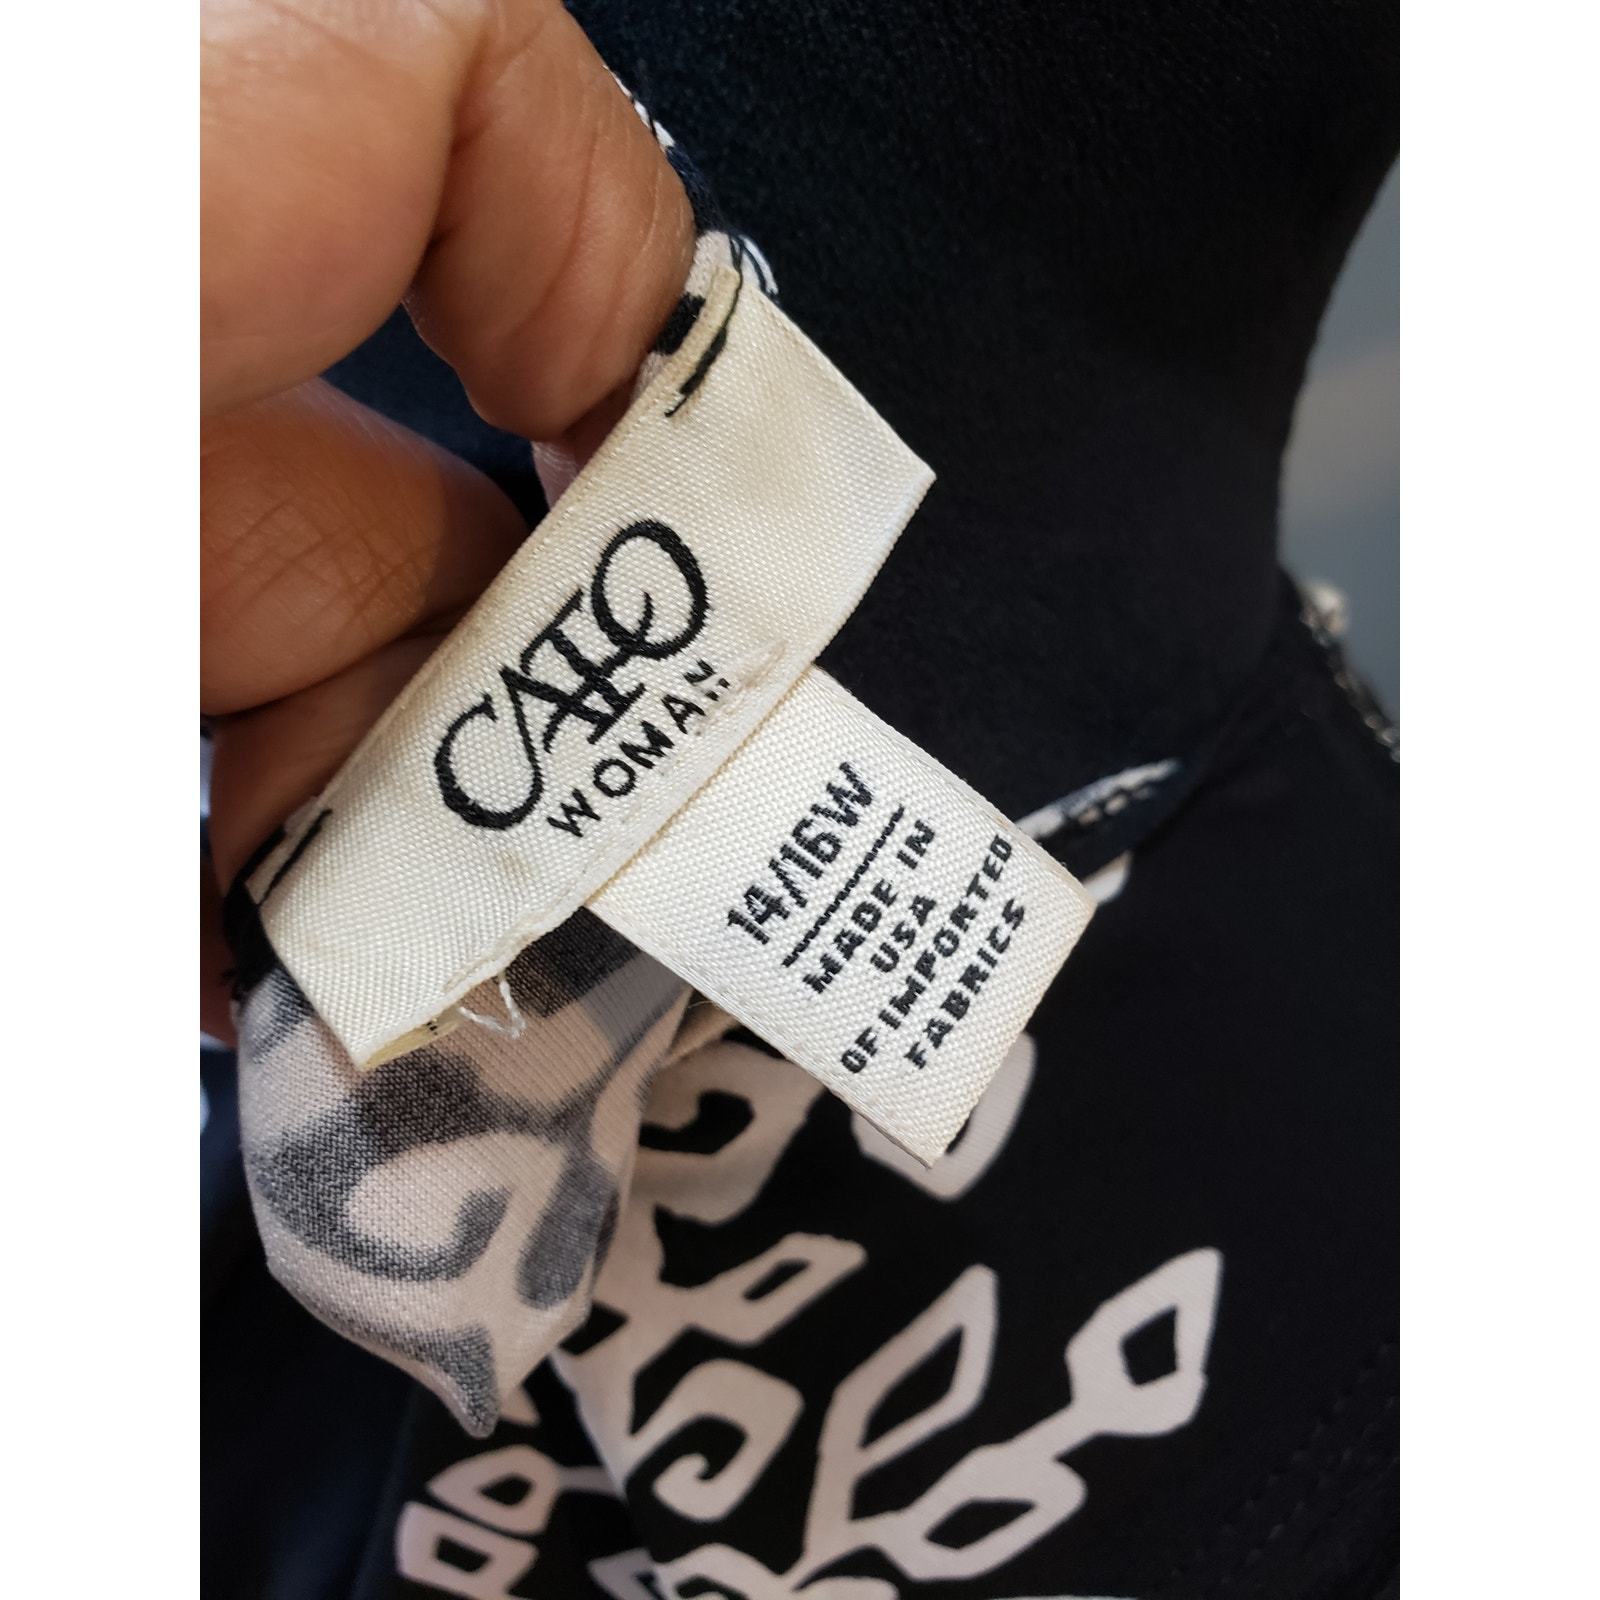 CATO
WOMAN
14/16W
MADE IN
USA
OF IMPORTED
FABRICS